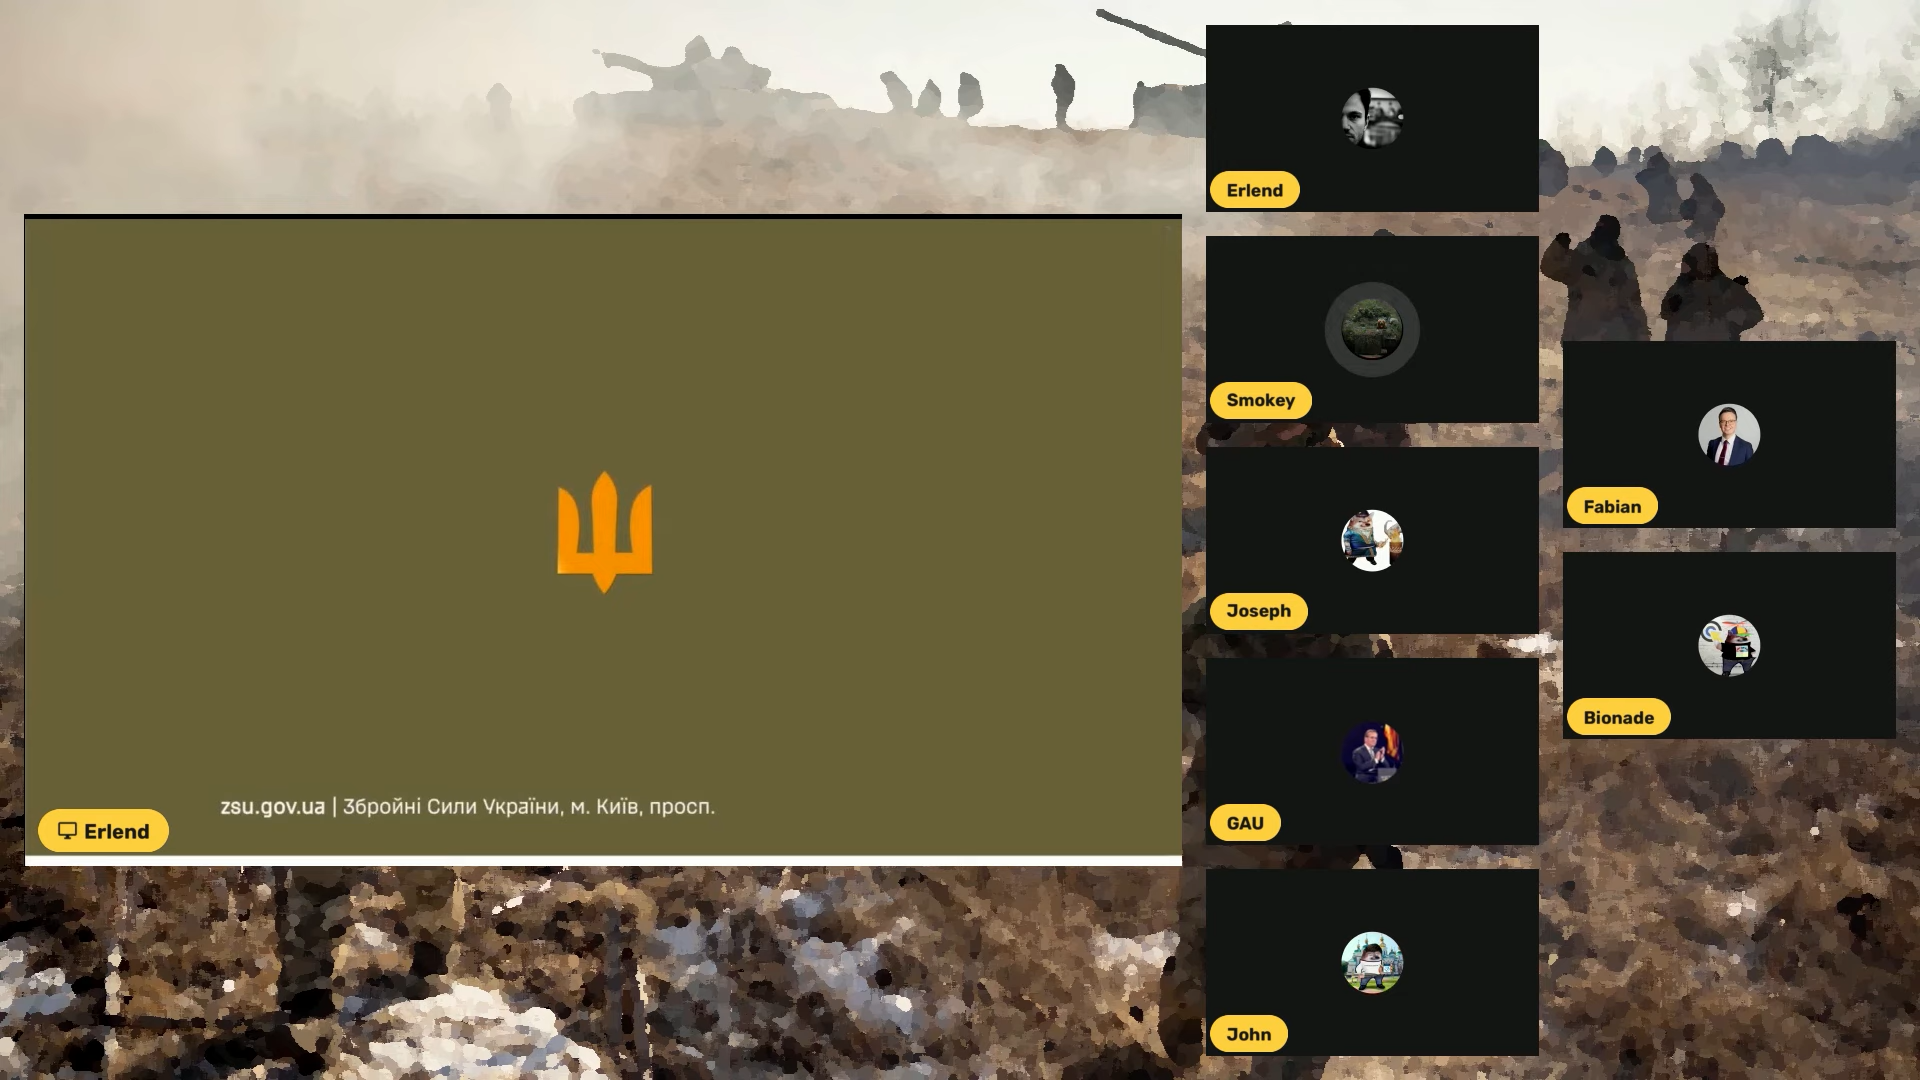 Erlend
Smokey
Joseph
GAU
John
Fabian
Bionade
zsu.gov.ua | Збройні Сили України, м. Київ, просп.
Erlend